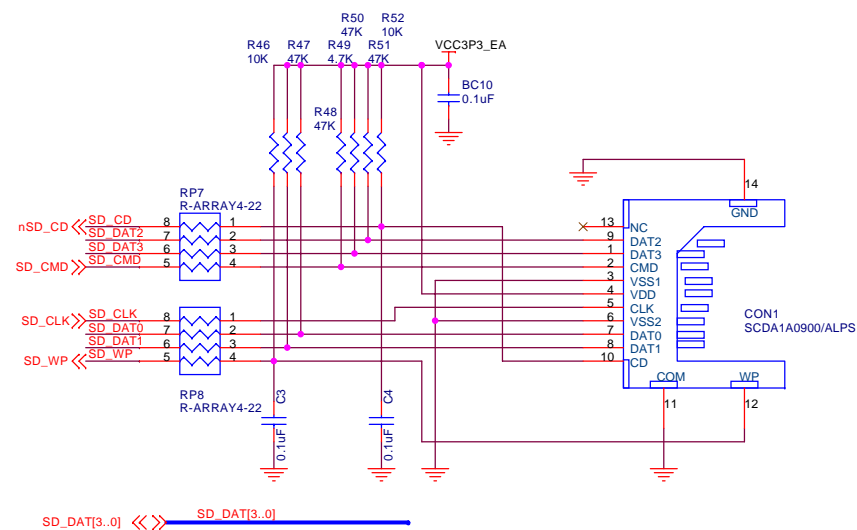 R50
47K
R52
10K
R46
10K
R47
47K
R49
4.7K
R51
47K
VCC3P3_EA
BC10
0.1uF
R48
47K
RP7
R-ARRAY4-22
nSD_CD
SD_CD
8
1
SD_DAT2
7
2
SD_DAT3
6
3
SD_CMD
SD_CMD
5
4
SD_CLK
SD_CLK
8
1
SD_DAT0
7
2
SD_DAT1
6
3
SD_WP
SD_WP
5
4
RP8
R-ARRAY4-22
C3
0.1uF
C4
0.1uF
14
GND
13
NC
9
DAT2
1
DAT3
2
CMD
3
VSS1
4
VDD
5
CLK
6
VSS2
7
DAT0
8
DAT1
10
CD
COM
WP
11
12
CON1
SCDA1A0900/ALPS
SD_DAT[3..0]
SD_DAT[3..0]